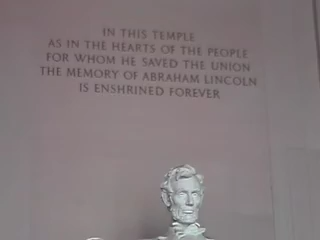 IN THIS TEMPLE
AS IN THE HEARTS OF THE PEOPLE
FOR WHOM HE SAVED THE UNION
THE MEMORY OF ABRAHAM LINCOLN
IS ENSHRINED FOREVER